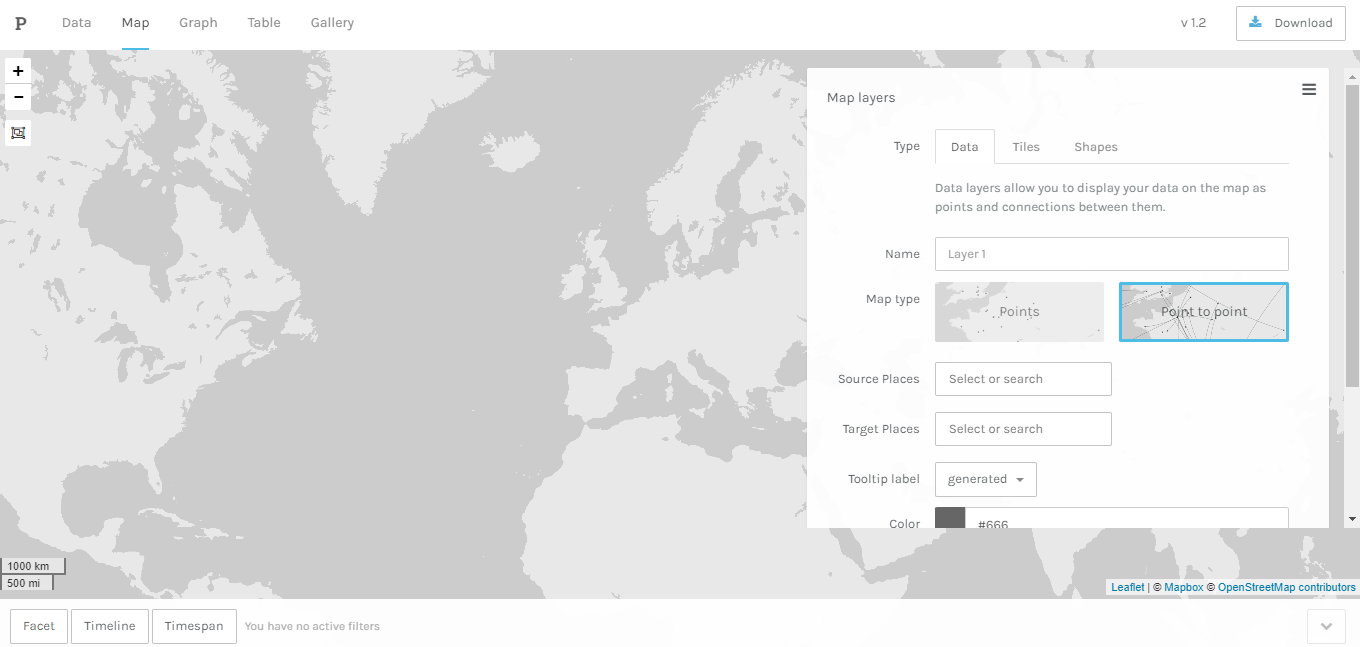 P Data Map Graph Table Gallery v 1.2 Download
+
−
Map layers
Type Data Tiles Shapes
Data layers allow you to display your data on the map as
points and connections between them.
Name Layer 1
Map type Points Point to point
Source Places Select or search
Target Places Select or search
Tooltip label generated
Color #666
1000 km
500 mi
Leaflet | © Mapbox © OpenStreetMap contributors
Facet Timeline Timespan You have no active filters